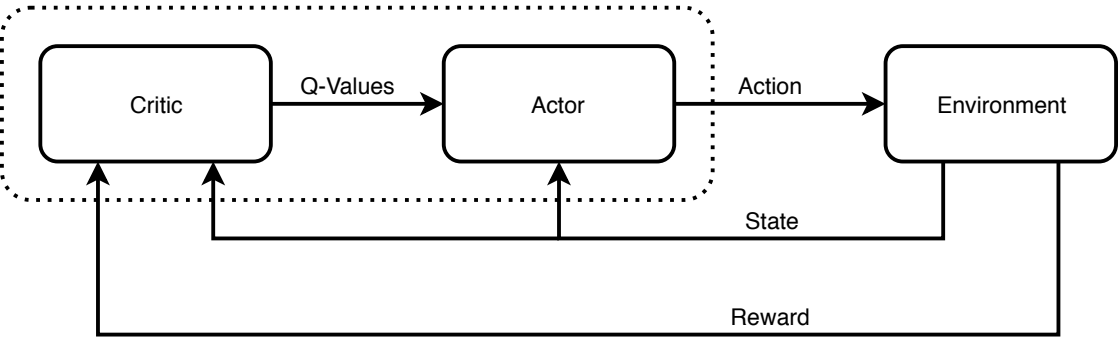 Q-Values
Action
Critic
Actor
Environment
State
Reward